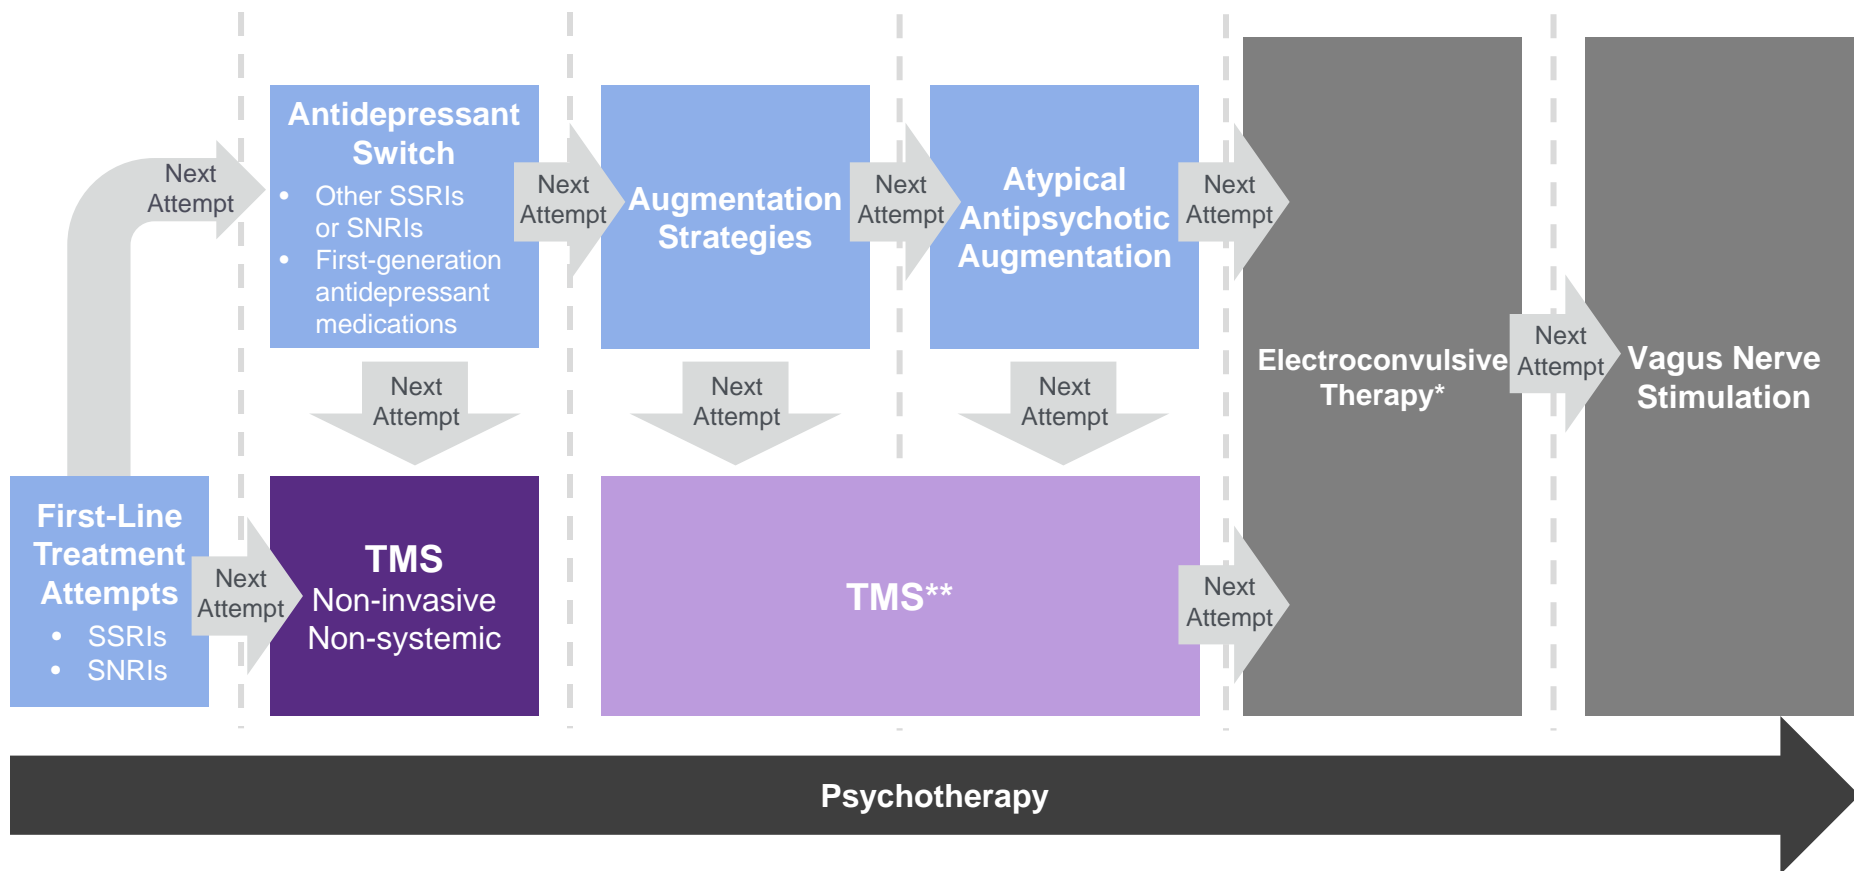 Next
Attempt
Antidepressant
Switch
• Other SSRIs
or SNRIs
• First-generation
antidepressant
medications
Next
Attempt
Augmentation
Strategies
Next
Attempt
Atypical
Antipsychotic
Augmentation
Next
Attempt
Electroconvulsive
Therapy*
Next
Attempt
Vagus Nerve
Stimulation
Next
Attempt
Next
Attempt
Next
Attempt
First-Line
Treatment
Attempts
• SSRIs
• SNRIs
Next
Attempt
TMS
Non-invasive
Non-systemic
TMS**
Next
Attempt
Psychotherapy